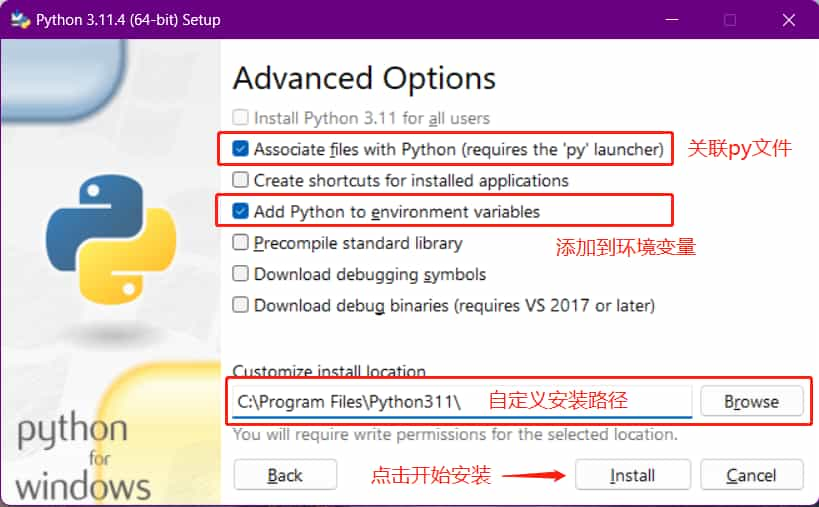 Python 3.11.4 (64-bit) Setup
Advanced Options
Install Python 3.11 for all users
Associate files with Python (requires the 'py' launcher) 关联py文件
Create shortcuts for installed applications
Add Python to environment variables
添加到环境变量
Precompile standard library
Download debugging symbols
Download debug binaries (requires VS 2017 or later)
Customize install location
C:\Program Files\Python311\ 自定义安装路径 Browse
You will require write permissions for the selected location.
python
for
windows
Back 点击开始安装 Install Cancel